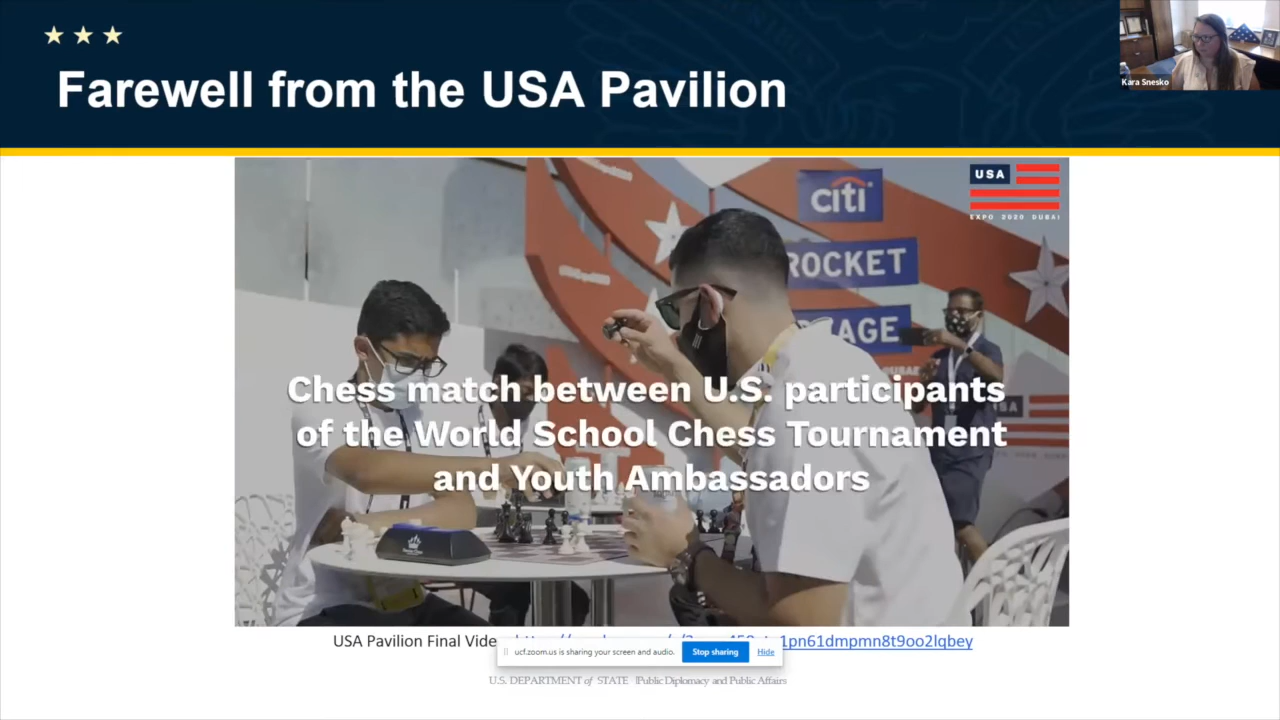 Farewell from the USA Pavilion
Kara Snesko
citi
USA
EXPO 2020 DUBAI
ROCKET
Chess match between U.S. participants
of the World School Chess Tournament
and Youth Ambassadors
USA Pavilion Final
1pn61dmpmn8t9oo2lqbey
ucf.zoom.us is sharing your screen and audio.
Stop sharing
Hide
U.S. DEPARTMENT of STATE Public Diplomacy and Public Affairs